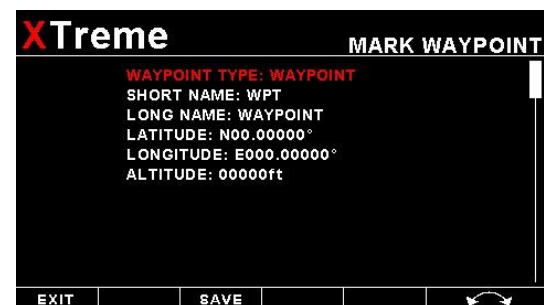 XTreme
MARK WAYPOINT
WAYPOINT TYPE: WAYPOINT
SHORT NAME: WPT
LONG NAME: WAYPOINT
LATITUDE: N00.00000°
LONGITUDE: E000.00000°
ALTITUDE: 00000ft
EXIT SAVE